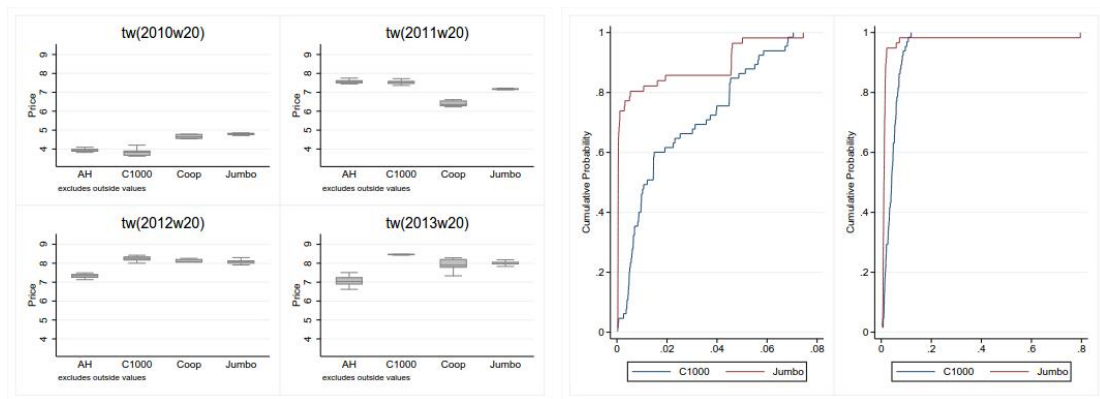 tw(2010w20)
Price
9
8
7
6
5
4
AH C1000 Coop Jumbo
excludes outside values
tw(2011w20)
Price
9
8
7
6
5
4
AH C1000 Coop Jumbo
excludes outside values
tw(2012w20)
Price
9
8
7
6
5
4
AH C1000 Coop Jumbo
excludes outside values
tw(2013w20)
Price
9
8
7
6
5
4
AH C1000 Coop Jumbo
excludes outside values
Cumulative Probability
1
.8
.6
.4
.2
0
0 .02 .04 .06 .08
C1000 Jumbo
Cumulative Probability
1
.8
.6
.4
.2
0
0 .2 .4 .6 .8
C1000 Jumbo